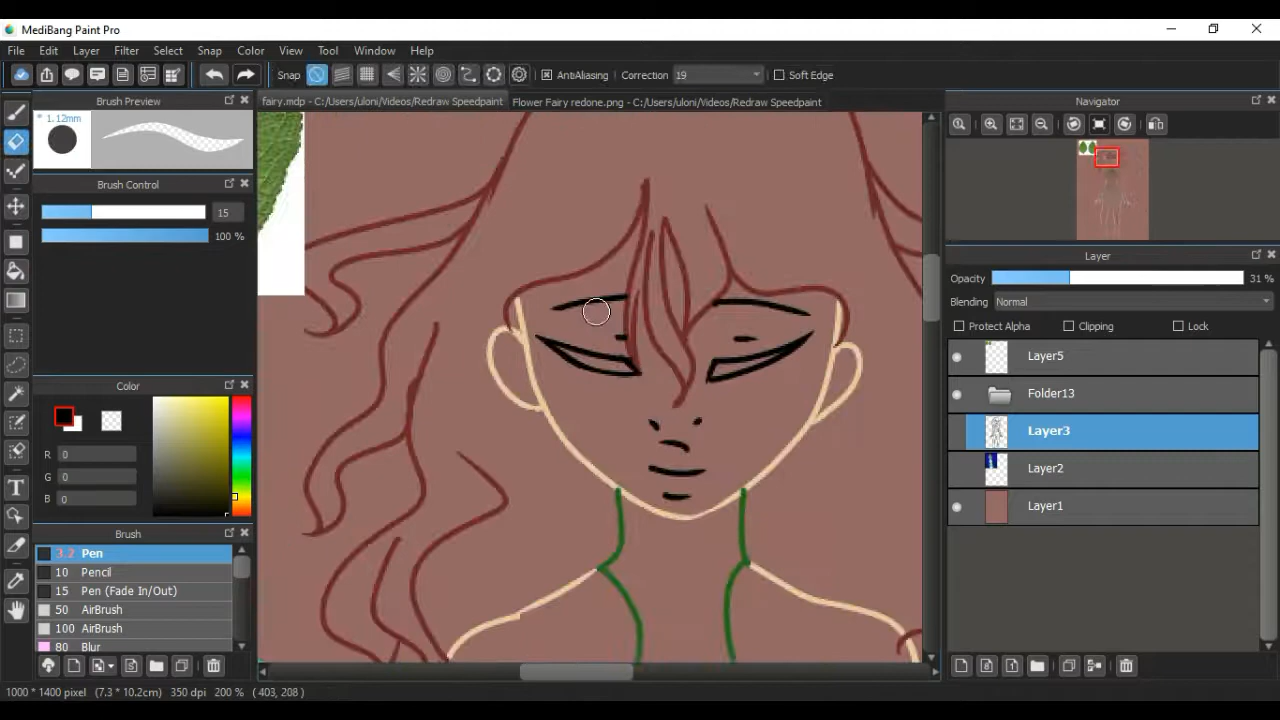 MediBang Paint Pro
File Edit Layer Filter Select Snap Color View Tool Window Help
Snap AntiAliasing Correction 19 Soft Edge
Brush Preview
* 1.12mm
Brush Control
15
100 %
Color
R 0
G 0
B 0
Brush
3.2 Pen
10 Pencil
15 Pen (Fade In/Out)
50 AirBrush
100 AirBrush
80 Blur
fairy.mdp - C:/Users/uloni/Videos/Redraw Speedpaint
Flower Fairy redone.png - C:/Users/uloni/Videos/Redraw Speedpaint
Navigator
Layer
Opacity 31 %
Blending Normal
Protect Alpha Clipping Lock
Layer5
Folder13
Layer3
Layer2
Layer1
1000 * 1400 pixel (7.3 * 10.2cm) 350 dpi 200 % ( 403, 208 )